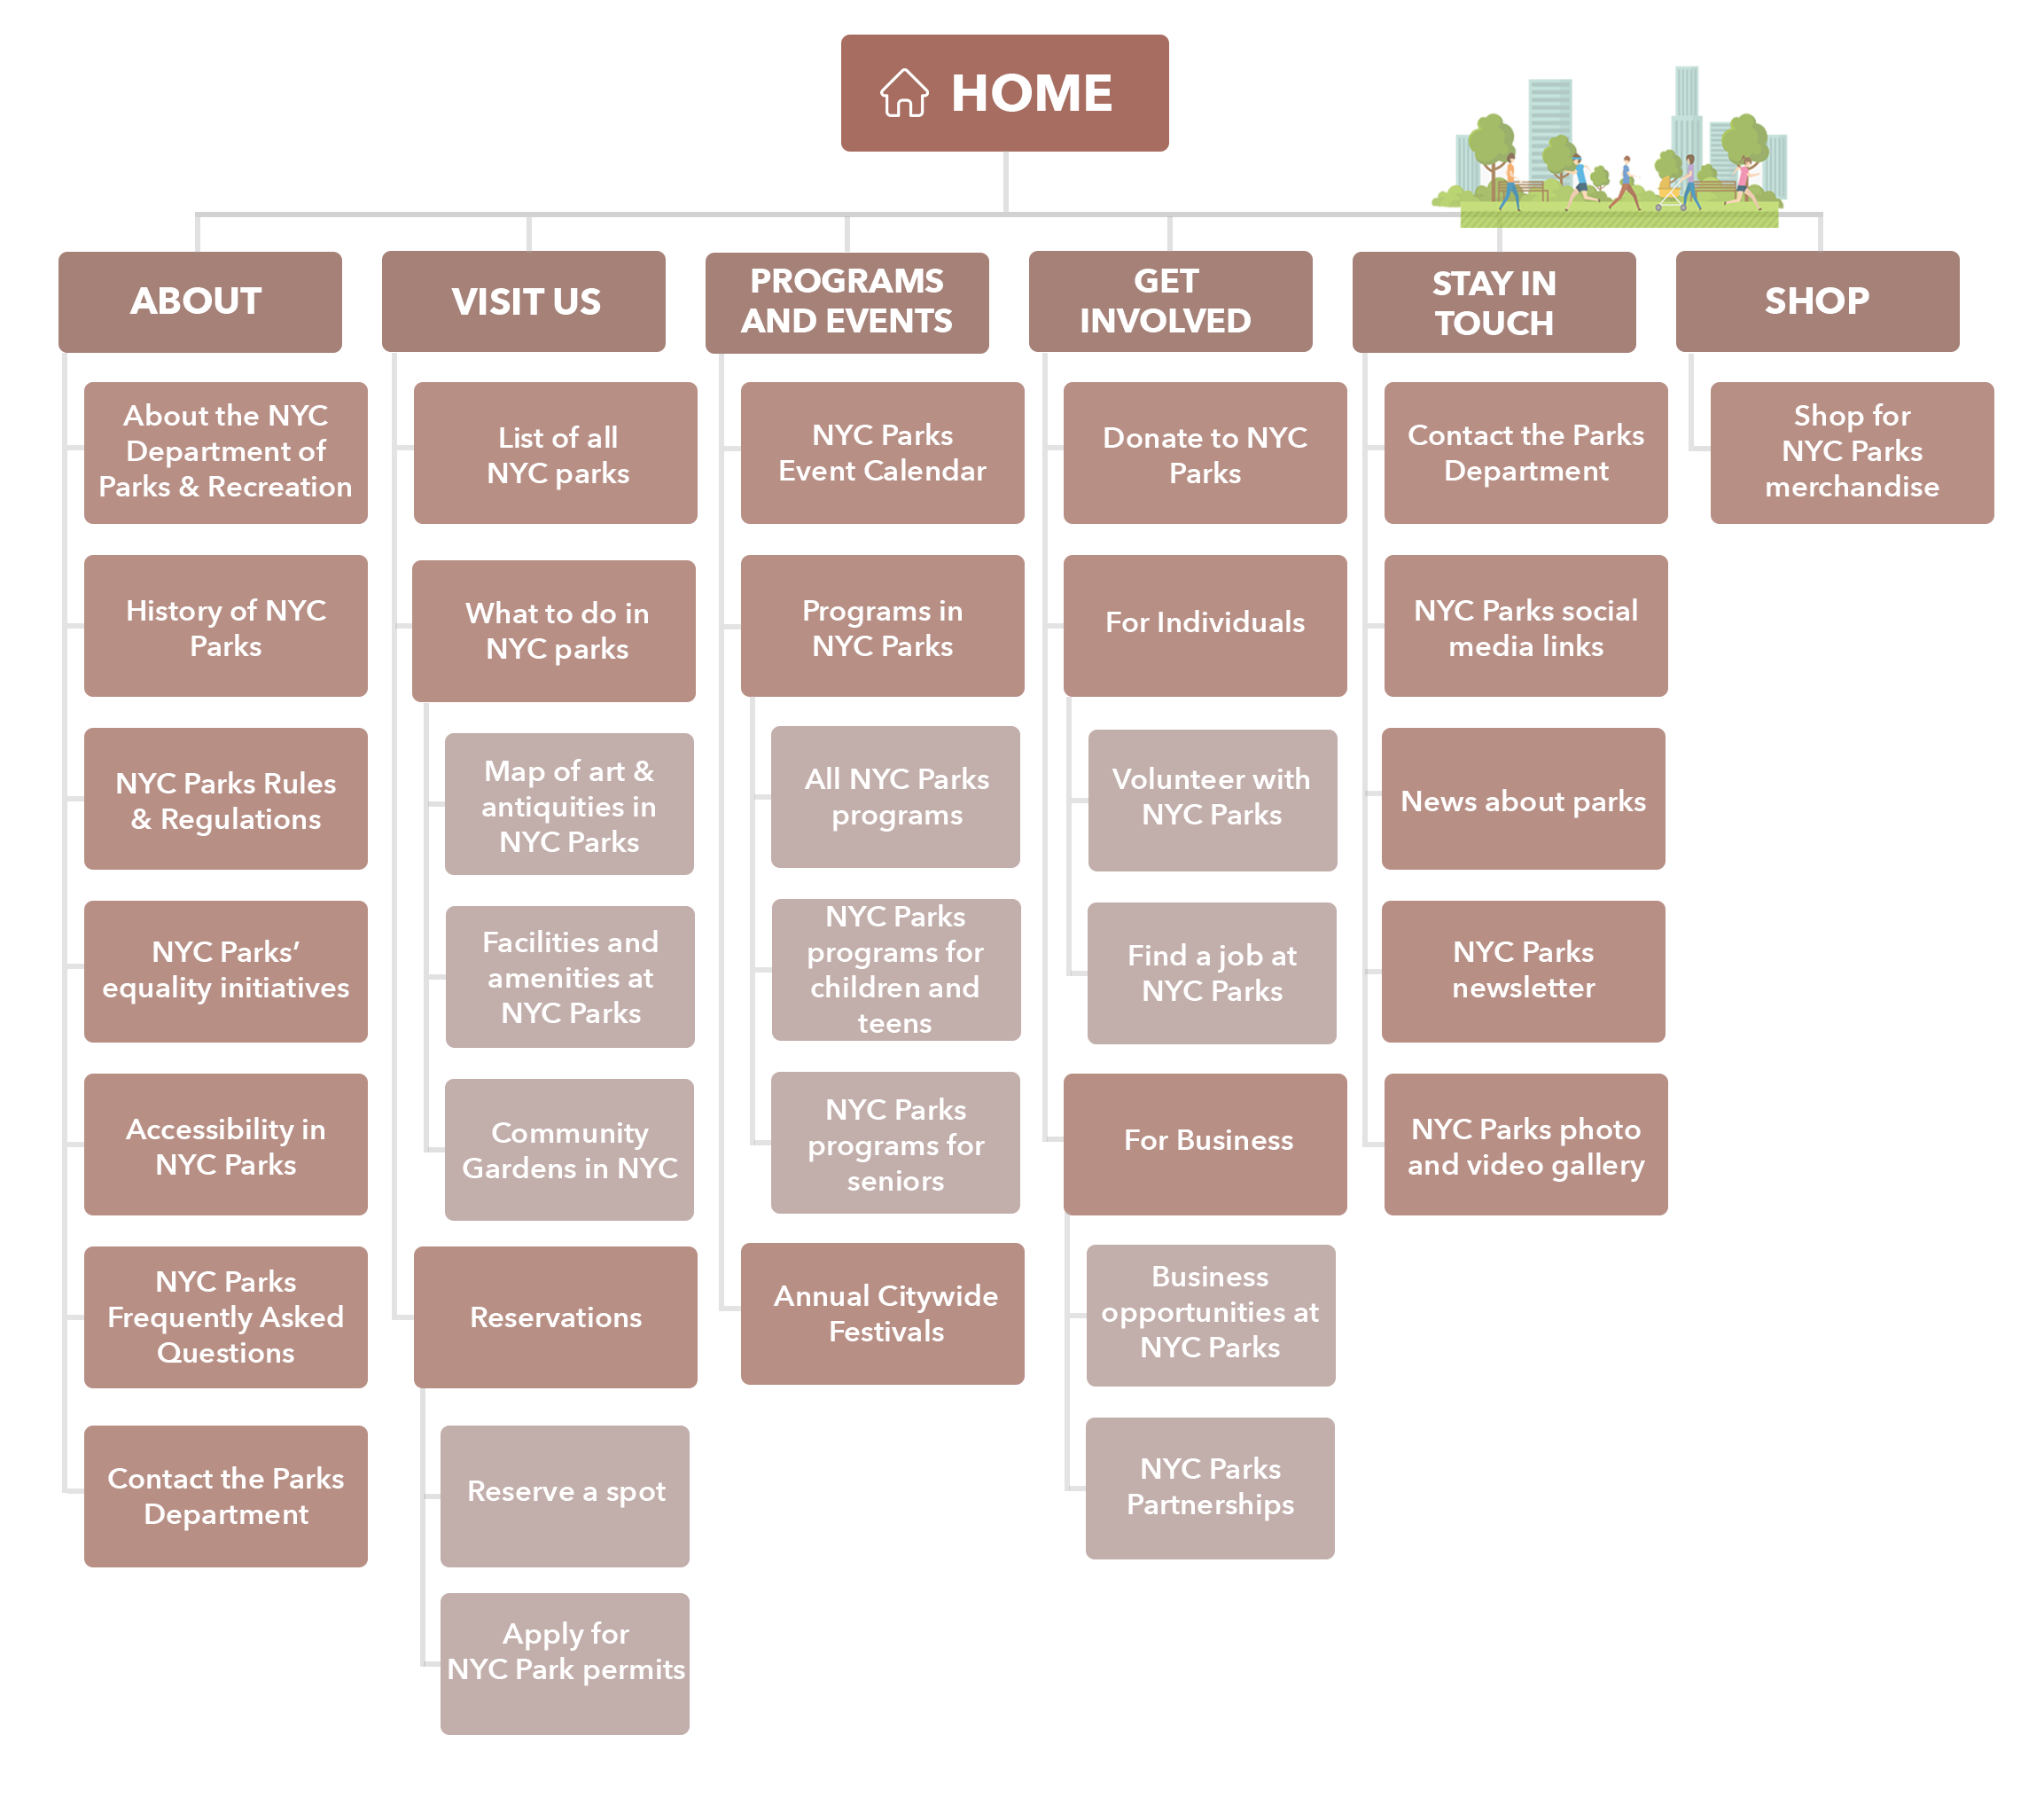 HOME
ABOUT
About the NYC
Department of
Parks & Recreation
History of NYC
Parks
NYC Parks Rules
& Regulations
NYC Parks’
equality initiatives
Accessibility in
NYC Parks
NYC Parks
Frequently Asked
Questions
Contact the Parks
Department
VISIT US
List of all
NYC parks
What to do in
NYC parks
Map of art &
antiquities in
NYC Parks
Facilities and
amenities at
NYC Parks
Community
Gardens in NYC
Reservations
Reserve a spot
Apply for
NYC Park permits
PROGRAMS
AND EVENTS
NYC Parks
Event Calendar
Programs in
NYC Parks
All NYC Parks
programs
NYC Parks
programs for
children and
teens
NYC Parks
programs for
seniors
Annual Citywide
Festivals
GET
INVOLVED
Donate to NYC
Parks
For Individuals
Volunteer with
NYC Parks
Find a job at
NYC Parks
For Business
Business
opportunities at
NYC Parks
NYC Parks
Partnerships
STAY IN
TOUCH
Contact the Parks
Department
NYC Parks social
media links
News about parks
NYC Parks
newsletter
NYC Parks photo
and video gallery
SHOP
Shop for
NYC Parks
merchandise